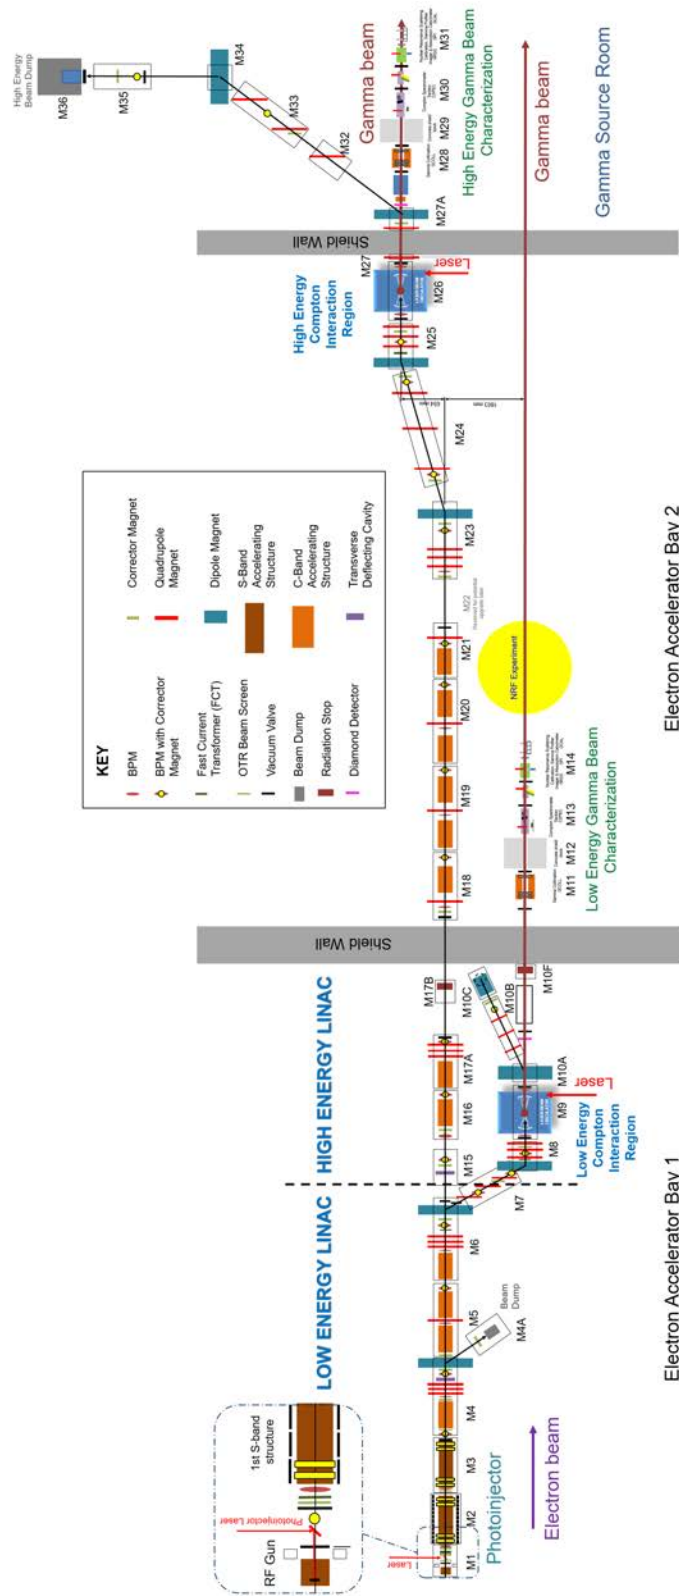 LOW ENERGY LINAC
HIGH ENERGY LINAC
RF Gun
Photoinjector Laser
1st S-band
structure
Laser
M1
M2
M3
M4
M4A
Beam
Dump
M5
M6
M7
M8
M9
M10A
M10B
M10C
M10F
M15
M16
M17A
M17B
Photoinjector
Electron beam
Low Energy
Compton
Interaction
Region
Laser
Electron Accelerator Bay 1
Shield Wall
KEY
BPM
BPM with Corrector
Magnet
Fast Current
Transformer (FCT)
OTR Beam Screen
Vacuum Valve
Beam Dump
Radiation Stop
Diamond Detector
Corrector Magnet
Quadrupole
Magnet
Dipole Magnet
S-Band
Accelerating
Structure
C-Band
Accelerating
Structure
Transverse
Deflecting Cavity
M18
M19
M20
M21
M22
M23
M24
M11
M12
M13
M14
Low Energy Gamma Beam
Characterization
NRF Experiment
Electron Accelerator Bay 2
High Energy
Compton
Interaction
Region
M25
M26
M27
Laser
Shield Wall
M27A
M28
M29
M30
M31
Gamma beam
High Energy Gamma Beam
Characterization
M32
M33
M34
M35
M36
High Energy
Beam Dump
Gamma beam
Gamma Source Room